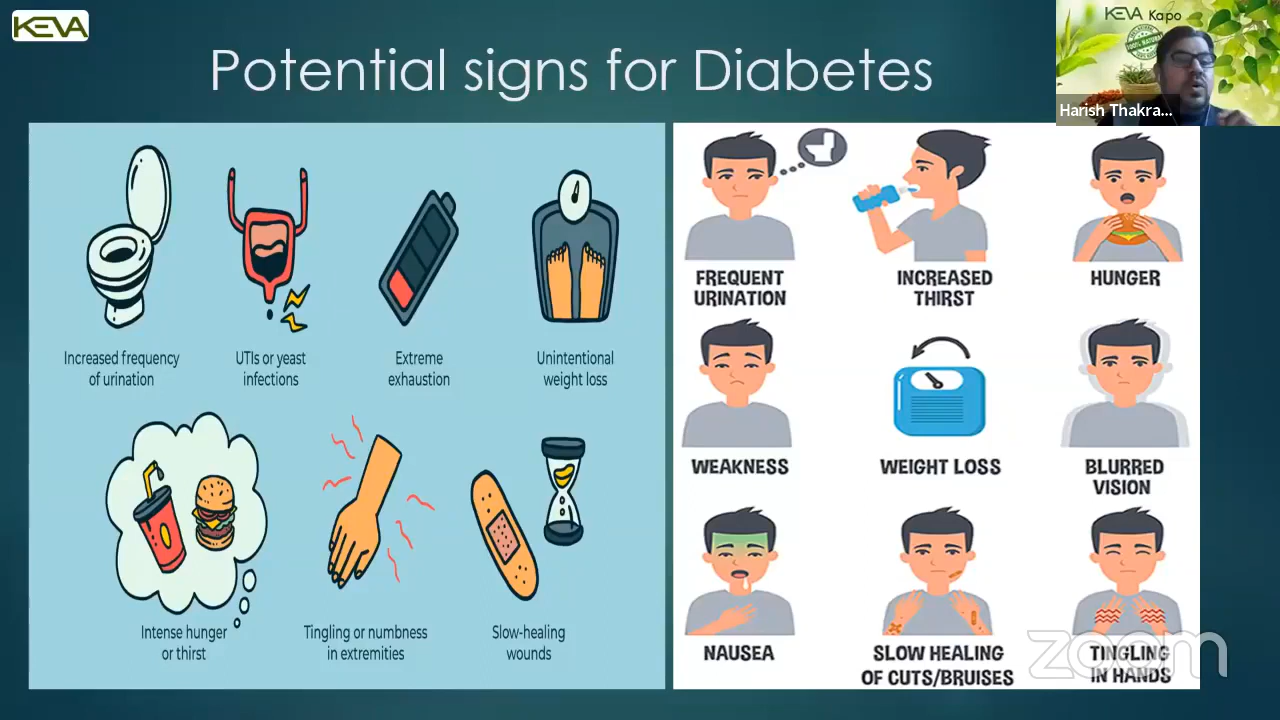 KEVA
Potential signs for Diabetes
KEVA Kapo
100% NATURAL
Harish Thakra...
Increased frequency
of urination
UTIs or yeast
infections
Extreme
exhaustion
Unintentional
weight loss
Intense hunger
or thirst
Tingling or numbness
in extremities
Slow-healing
wounds
FREQUENT
URINATION
INCREASED
THIRST
HUNGER
WEAKNESS
WEIGHT LOSS
BLURRED
VISION
NAUSEA
SLOW HEALING
OF CUTS/BRUISES
TINGLING
IN HANDS
zoom